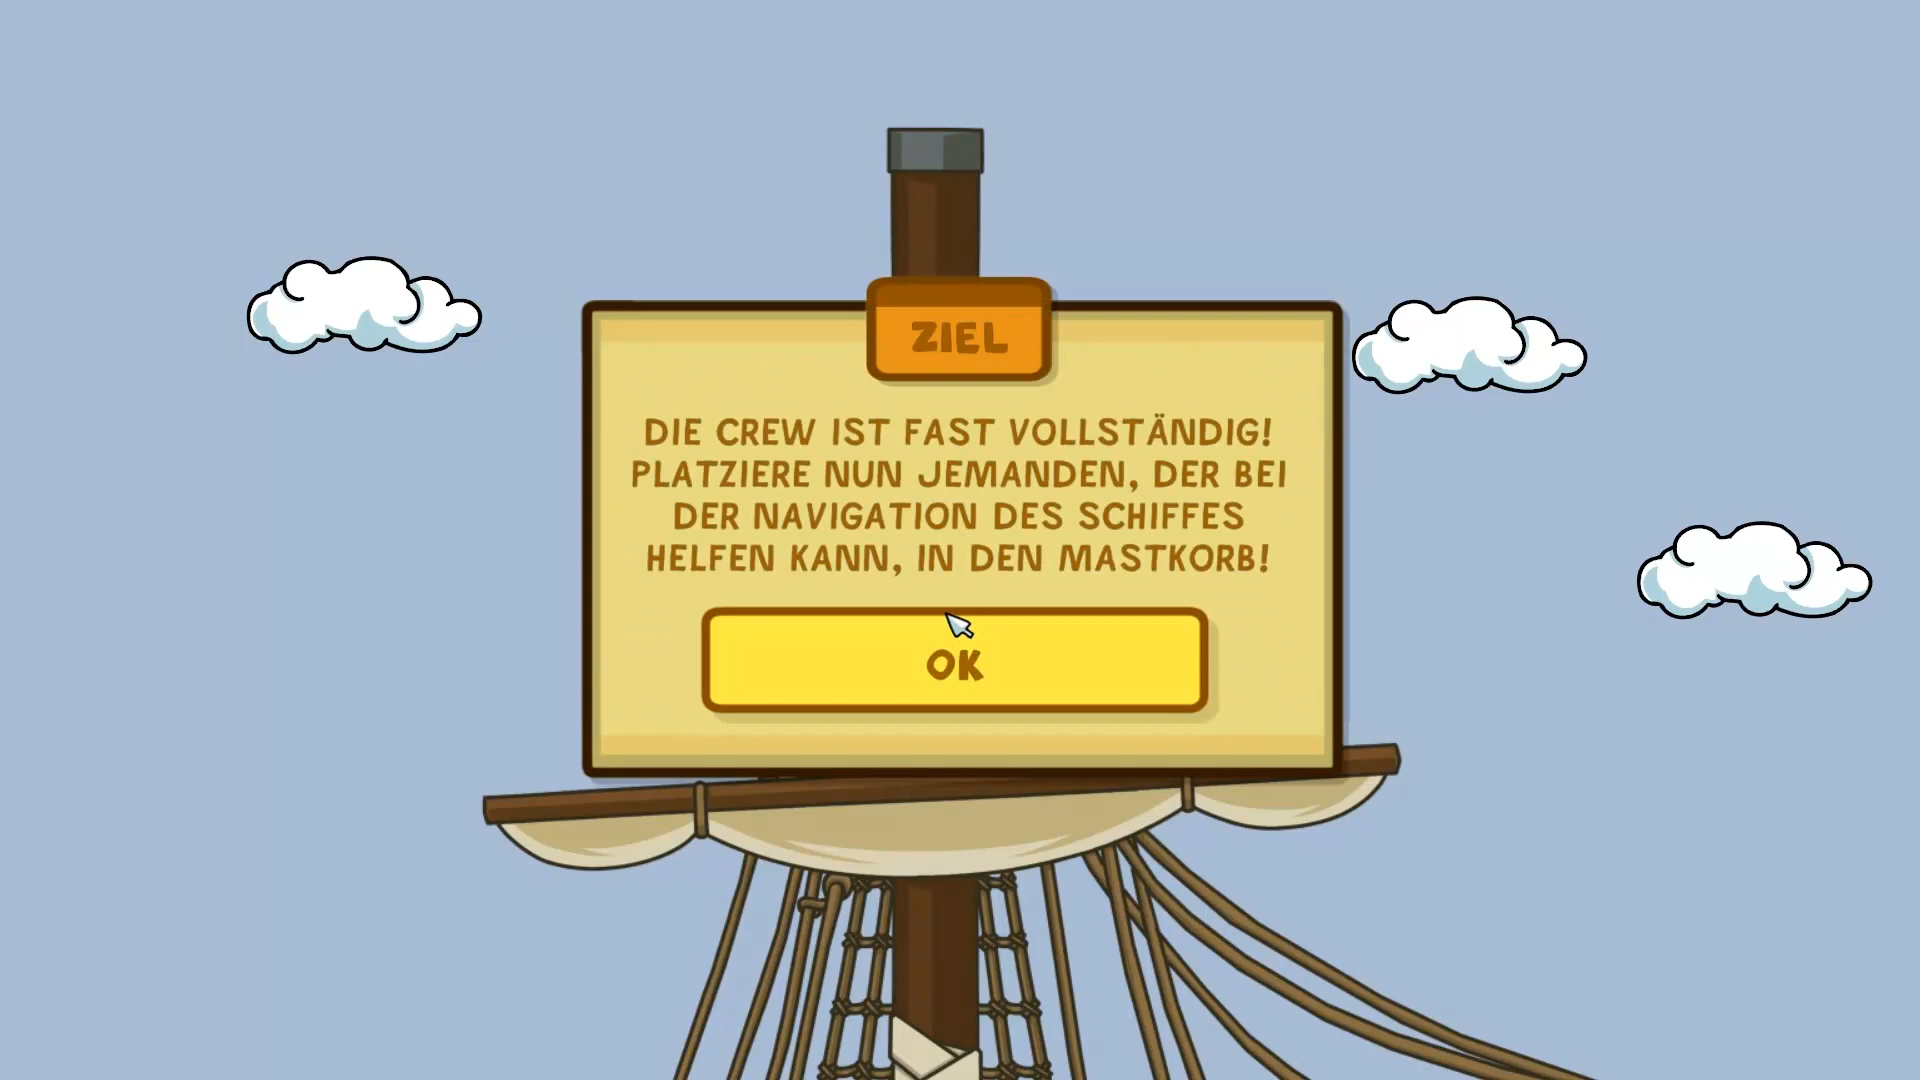 ZIEL
DIE CREW IST FAST VOLLSTÄNDIG!
PLATZIERE NUN JEMANDEN, DER BEI
DER NAVIGATION DES SCHIFFES
HELFEN KANN, IN DEN MASTKORB!
OK